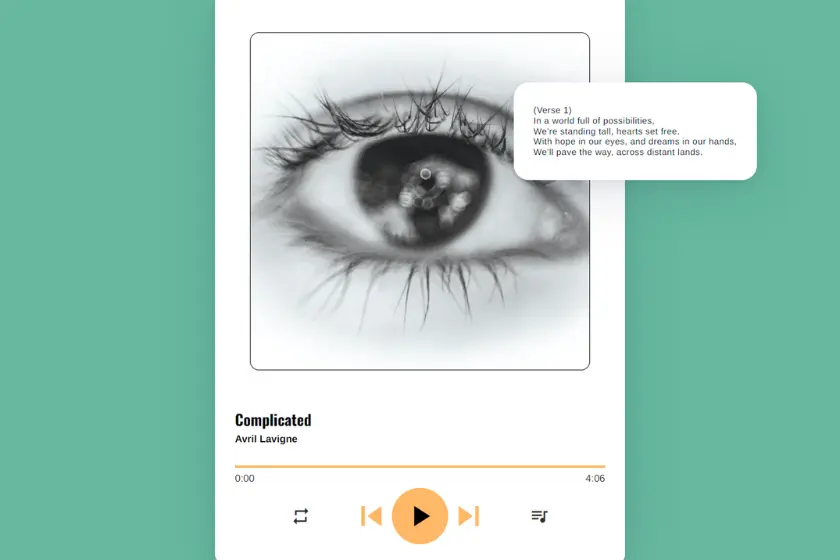 (Verse 1)
In a world full of possibilities,
We're standing tall, hearts set free.
With hope in our eyes, and dreams in our hands,
We'll pave the way, across distant lands.
Complicated
Avril Lavigne
0:00 4:06